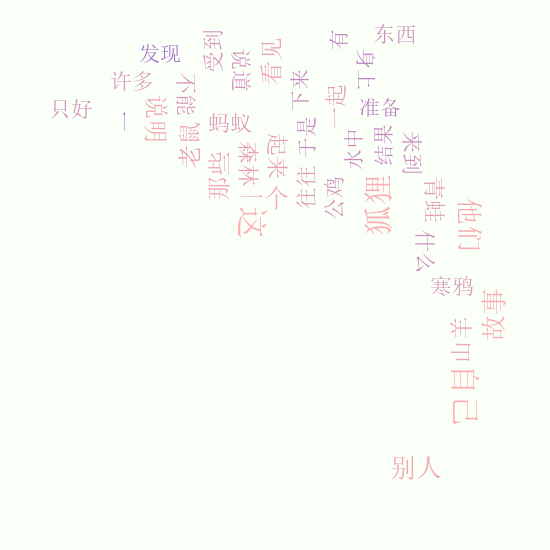 东西
有
受到
看见
发现
说道
身上
下来
许多
不能
一起
准备
只好
说明
一
蚂蚁
于是
老鼠
水中
结果
来到
森林
起来
那些
往往
公鸡
狐狸
青蛙
这个
一
他们
什么
寒鸦
故事
山羊
自己
别人